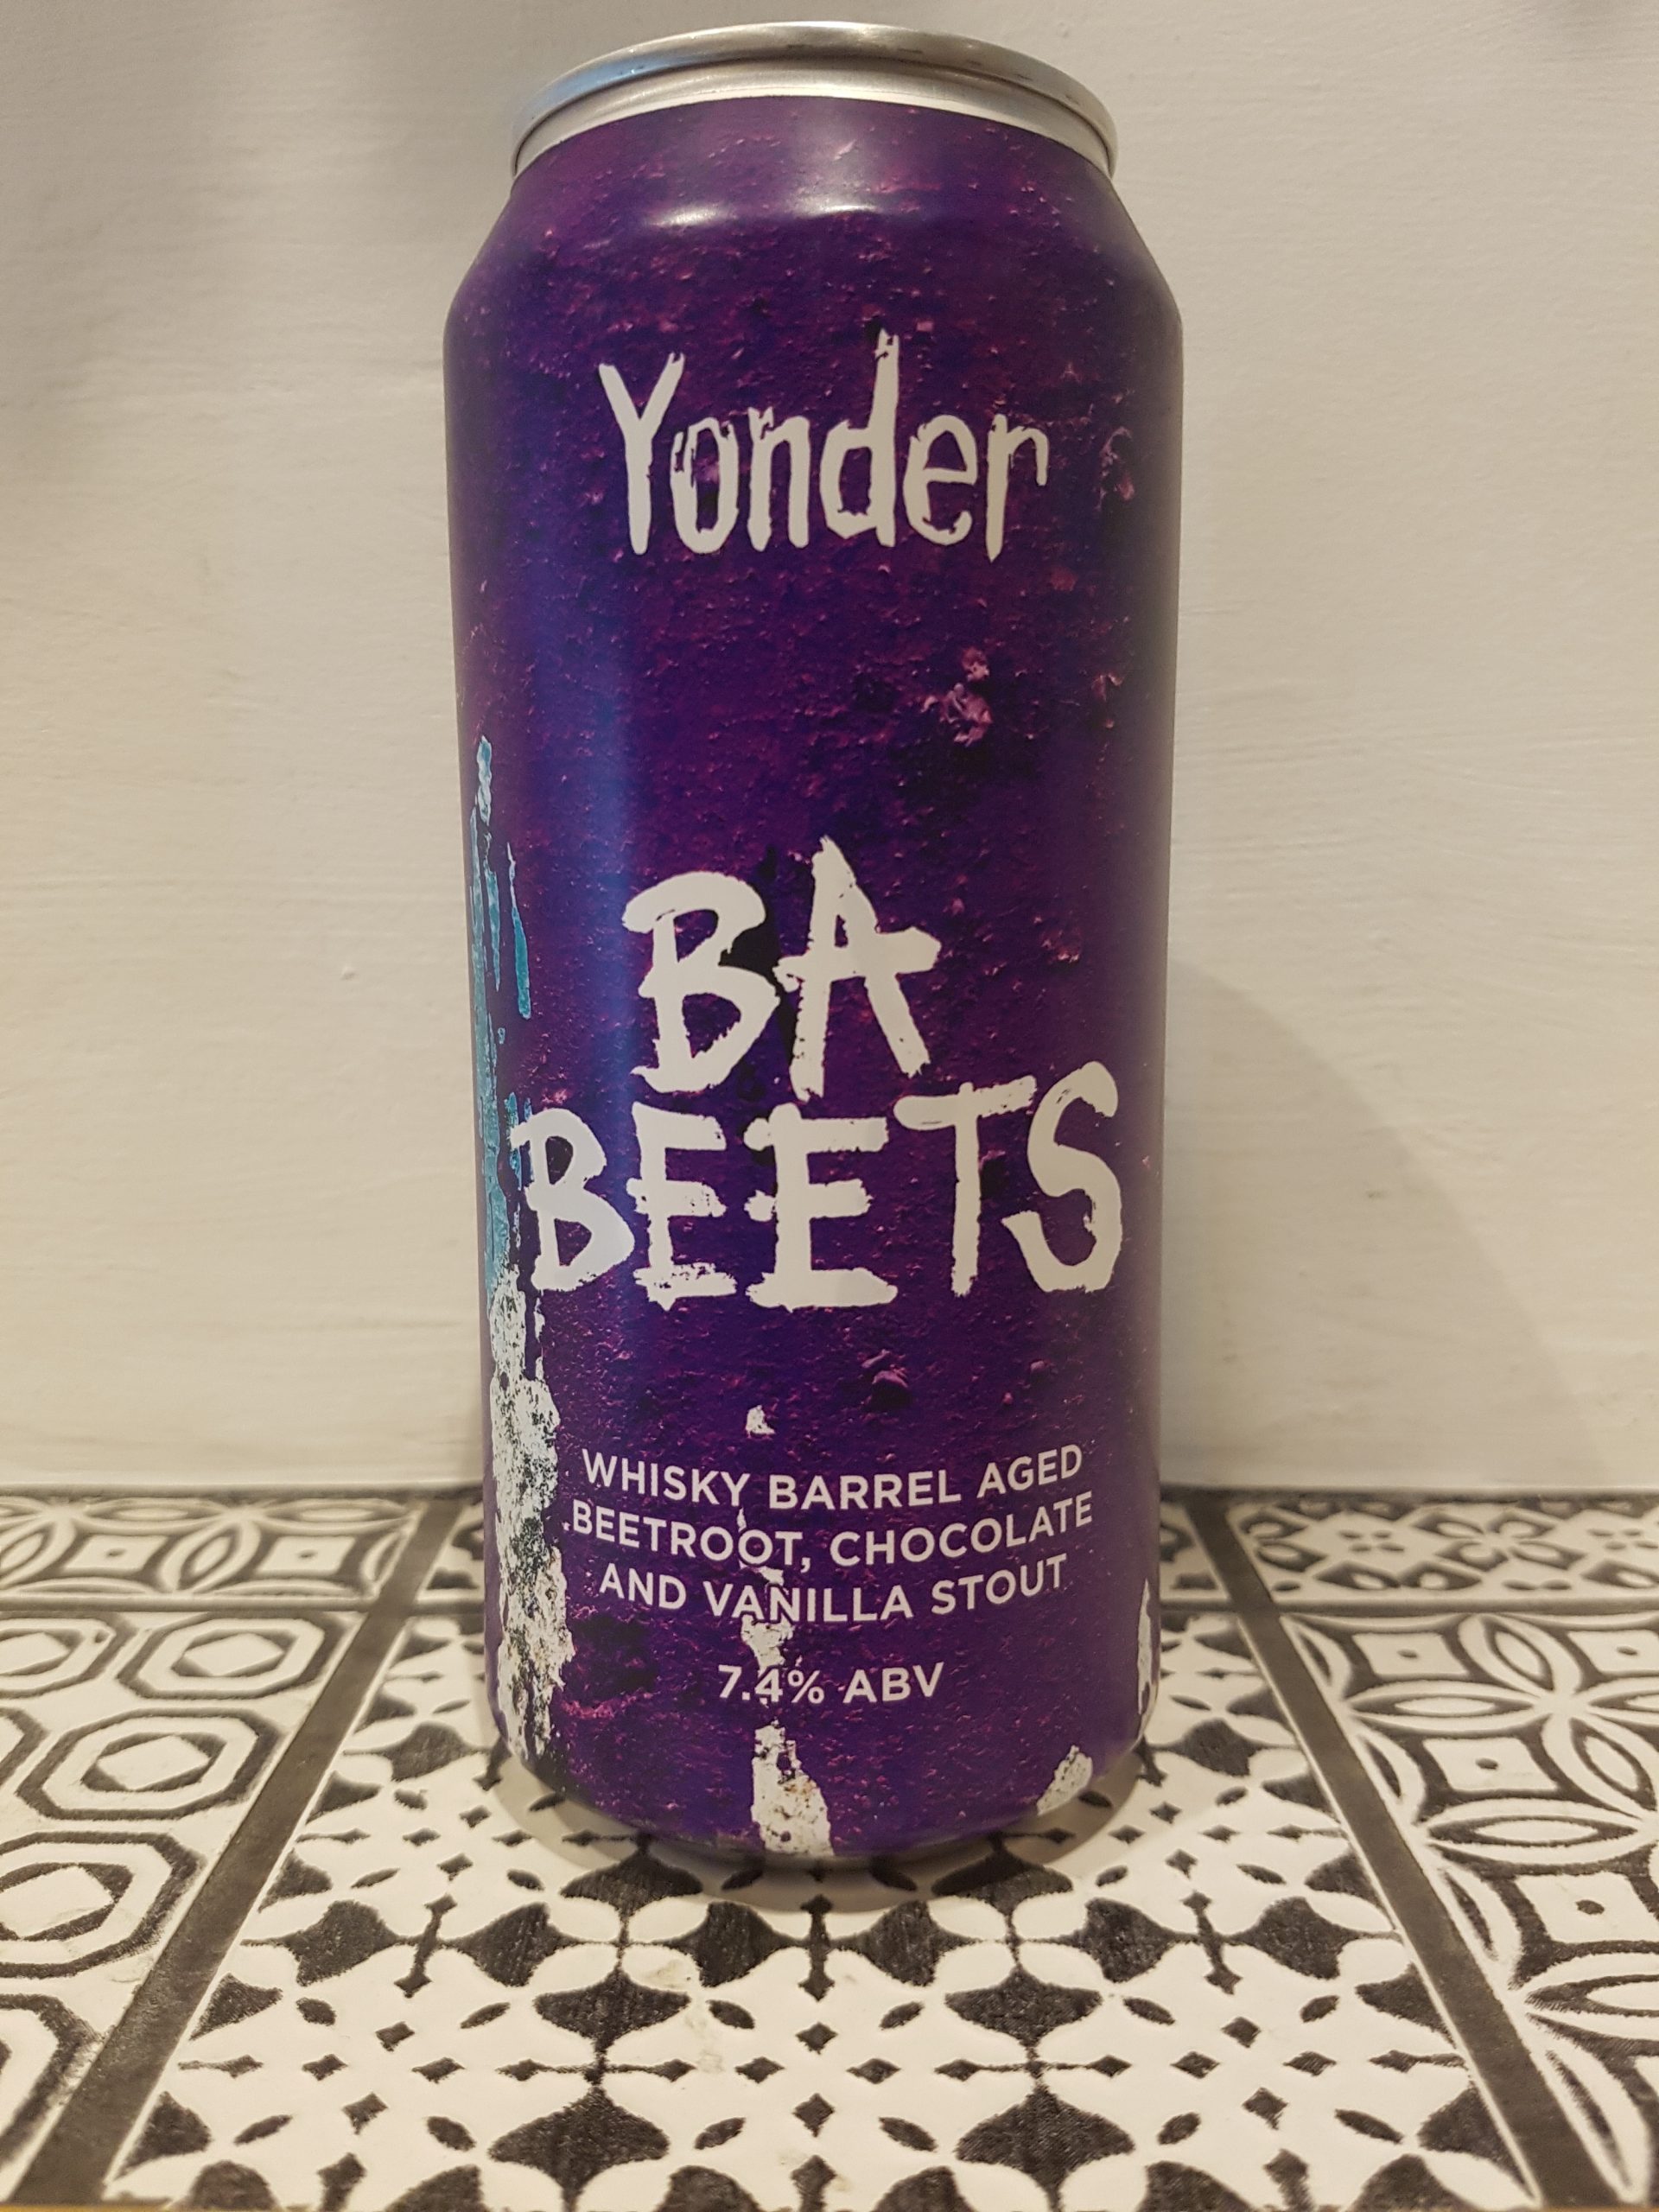 Yonder
BA
BEETS
WHISKY BARREL AGED
BEETROOT, CHOCOLATE
AND VANILLA STOUT
7.4% ABV